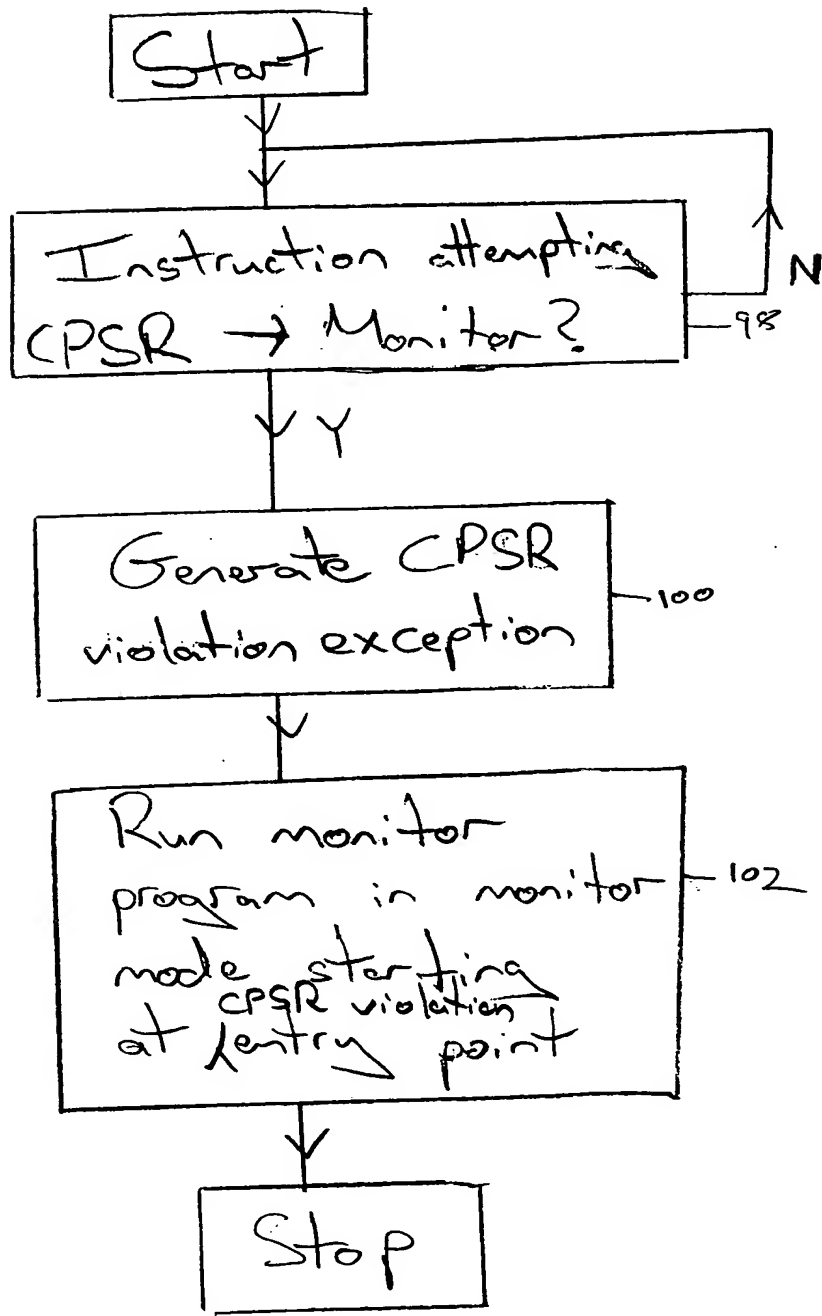 Start
Instruction attempting
CPSR → Monitor?
N
98
Y
Generate CPSR
violation exception
100
Run monitor
program in monitor
102
mode starting
CPSR violation
at entry point
Stop